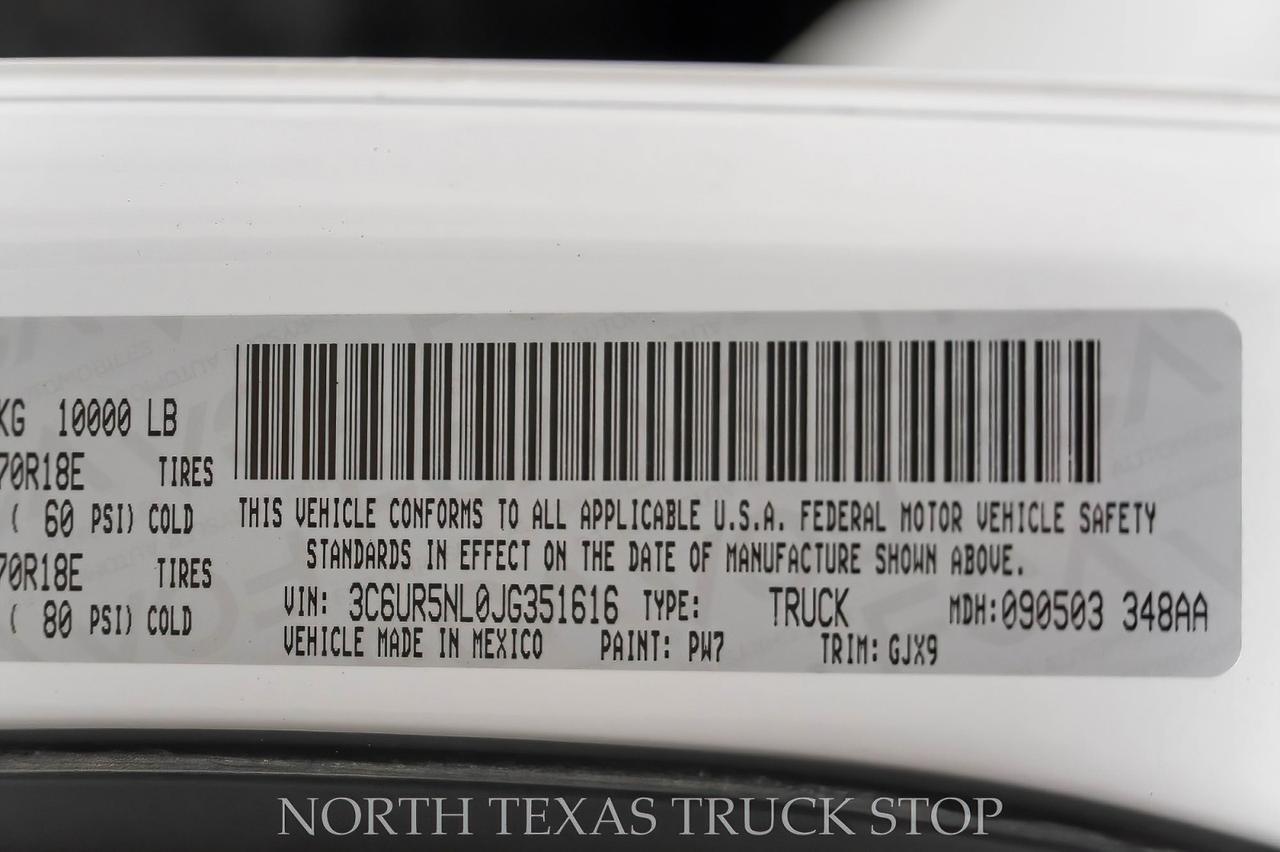 KG 10000 LB
70R18E TIRES
( 60 PSI) COLD
70R18E TIRES
( 80 PSI) COLD
THIS VEHICLE CONFORMS TO ALL APPLICABLE U.S.A. FEDERAL MOTOR VEHICLE SAFETY
STANDARDS IN EFFECT ON THE DATE OF MANUFACTURE SHOWN ABOVE.
VIN: 3C6UR5NL0JG351616 TYPE: TRUCK MDH:090503 348AA
VEHICLE MADE IN MEXICO PAINT: PW7 TRIM: GJX9
NORTH TEXAS TRUCK STOP